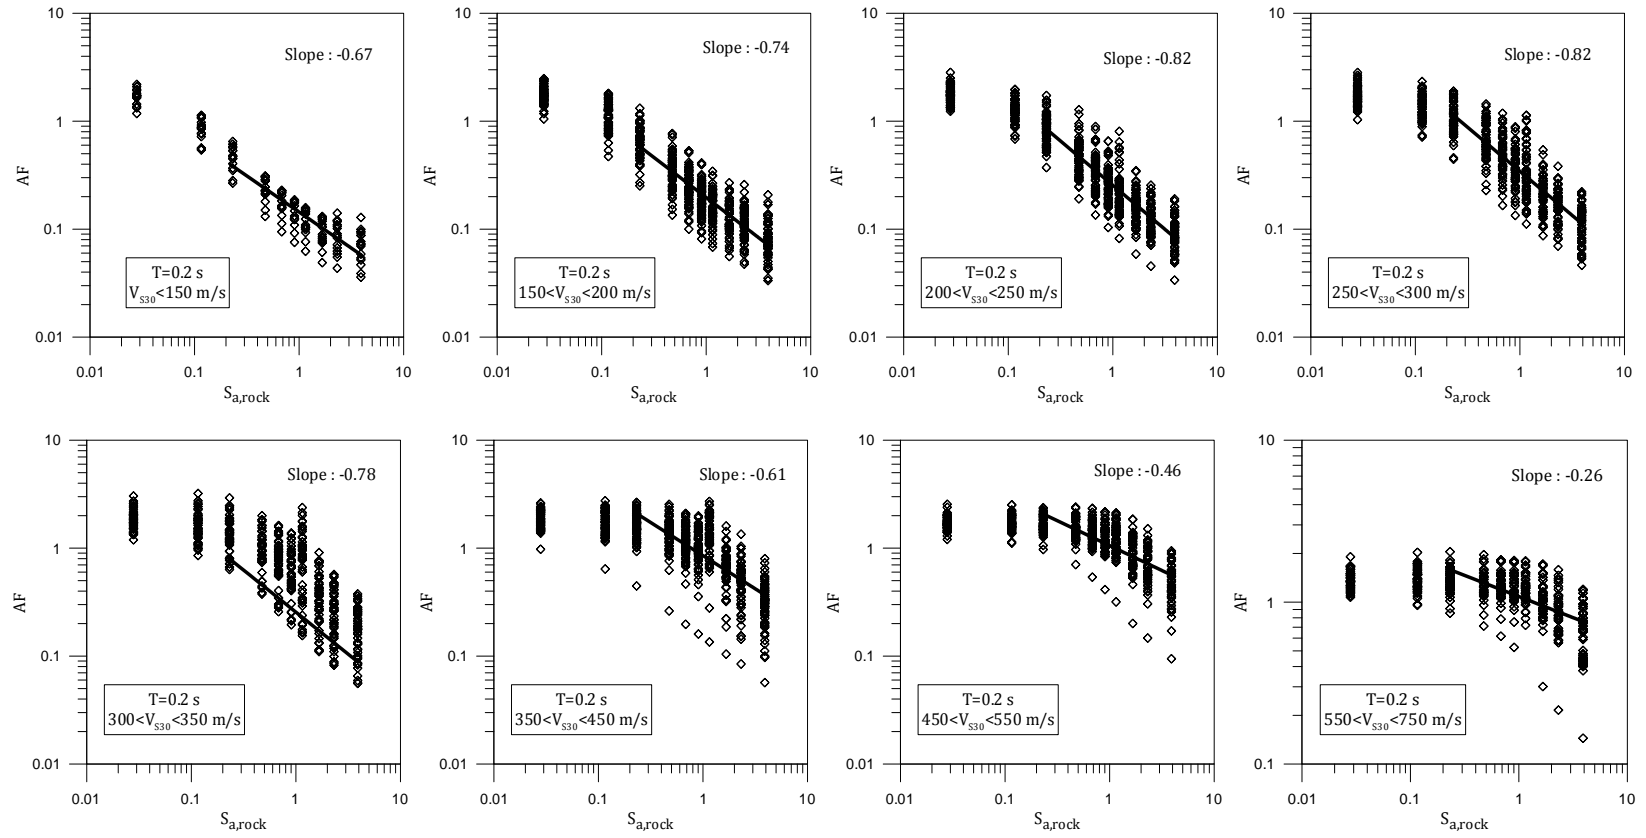 10
1
0.1
0.01
AF
Slope : -0.67
T=0.2 s
V_S30<150 m/s
0.01
0.1
1
10
S_a,rock
10
1
0.1
0.01
AF
Slope : -0.74
T=0.2 s
150<V_S30<200 m/s
0.01
0.1
1
10
S_a,rock
10
1
0.1
0.01
AF
Slope : -0.82
T=0.2 s
200<V_S30<250 m/s
0.01
0.1
1
10
S_a,rock
10
1
0.1
0.01
AF
Slope : -0.82
T=0.2 s
250<V_S30<300 m/s
0.01
0.1
1
10
S_a,rock
10
1
0.1
0.01
AF
Slope : -0.78
T=0.2 s
300<V_S30<350 m/s
0.01
0.1
1
10
S_a,rock
10
1
0.1
0.01
AF
Slope : -0.61
T=0.2 s
350<V_S30<450 m/s
0.01
0.1
1
10
S_a,rock
10
1
0.1
0.01
AF
Slope : -0.46
T=0.2 s
450<V_S30<550 m/s
0.01
0.1
1
10
S_a,rock
10
1
0.1
AF
Slope : -0.26
T=0.2 s
550<V_S30<750 m/s
0.01
0.1
1
10
S_a,rock